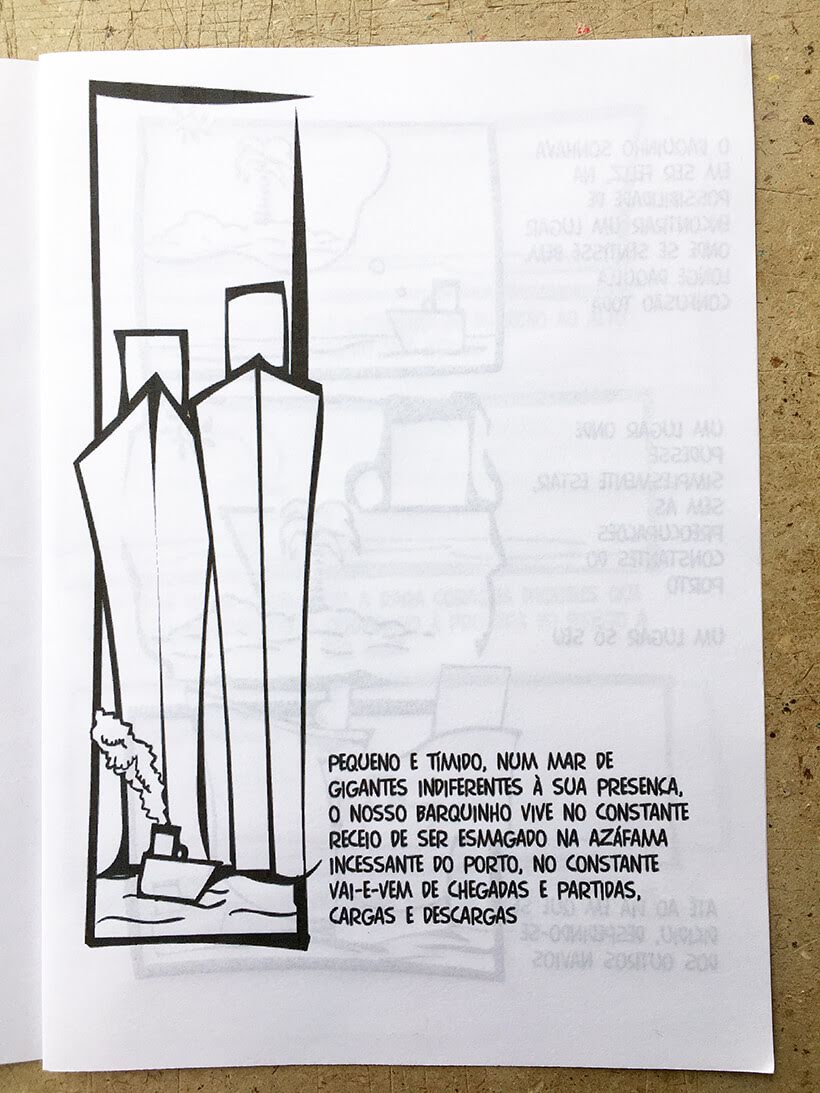 PEQUENO E TÍMIDO, NUM MAR DE
GIGANTES INDIFERENTES À SUA PRESENÇA,
O NOSSO BARQUINHO VIVE NO CONSTANTE
RECEIO DE SER ESMAGADO NA AZÁFAMA
INCESSANTE DO PORTO, NO CONSTANTE
VAI-E-VEM DE CHEGADAS E PARTIDAS,
CARGAS E DESCARGAS